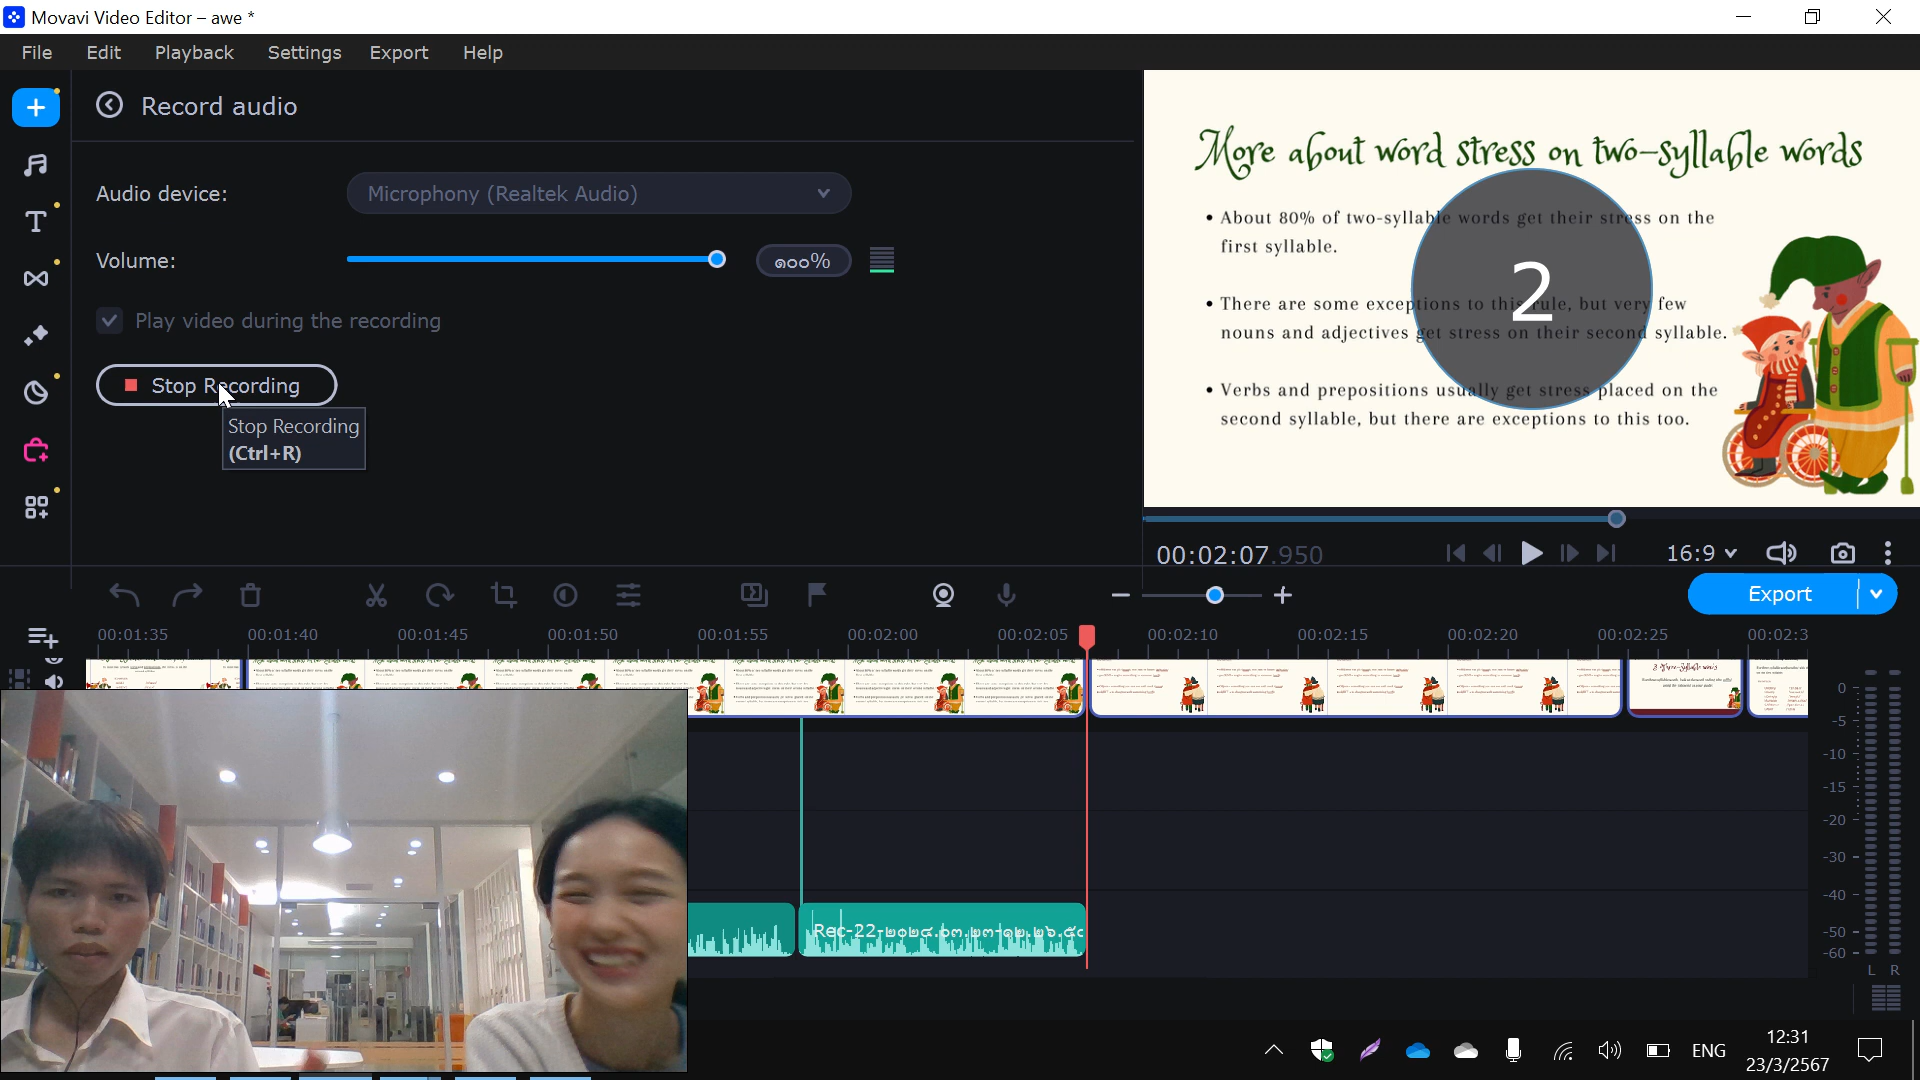 Movavi Video Editor – awe *
File Edit Playback Settings Export Help
Record audio
Audio device: Microphony (Realtek Audio)
Volume: ๑๐๐%
Play video during the recording
Stop Recording
Stop Recording
(Ctrl+R)
More about word stress on two-syllable words
• About 80% of two-syllable words get their stress on the
first syllable.
• There are some exceptions to this rule, but very few
nouns and adjectives get stress on their second syllable.
• Verbs and prepositions usually get stress placed on the
second syllable, but there are exceptions to this too.
2
00:02:07.950
16:9
Export
00:01:35 00:01:40 00:01:45 00:01:50 00:01:55 00:02:00 00:02:05 00:02:10 00:02:15 00:02:20 00:02:25 00:02:3
0
-5
-10
-15
-20
-30
-40
-50
-60
L R
ENG
12:31
23/3/2567